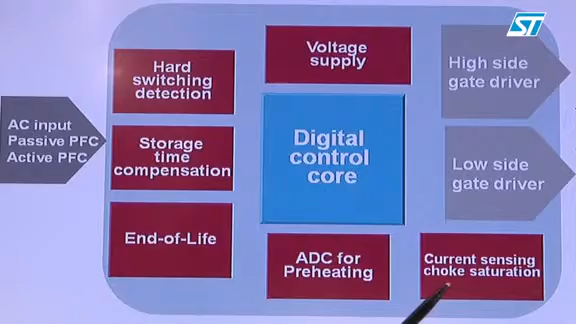 ST
Hard
switching
detection
Voltage
supply
High side
gate driver
AC input
Passive PFC
Active PFC
Storage
time
compensation
Digital
control
core
Low side
gate driver
End-of-Life
ADC for
Preheating
Current sensing
choke saturation